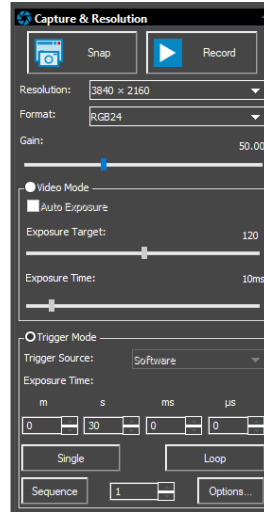 Capture & Resolution
Snap Record
Resolution: 3840 × 2160
Format: RGB24
Gain: 50.00
Video Mode
Auto Exposure
Exposure Target: 120
Exposure Time: 10ms
Trigger Mode
Trigger Source: Software
Exposure Time:
m s ms µs
0 30 0 0
Single Loop
Sequence 1 Options...